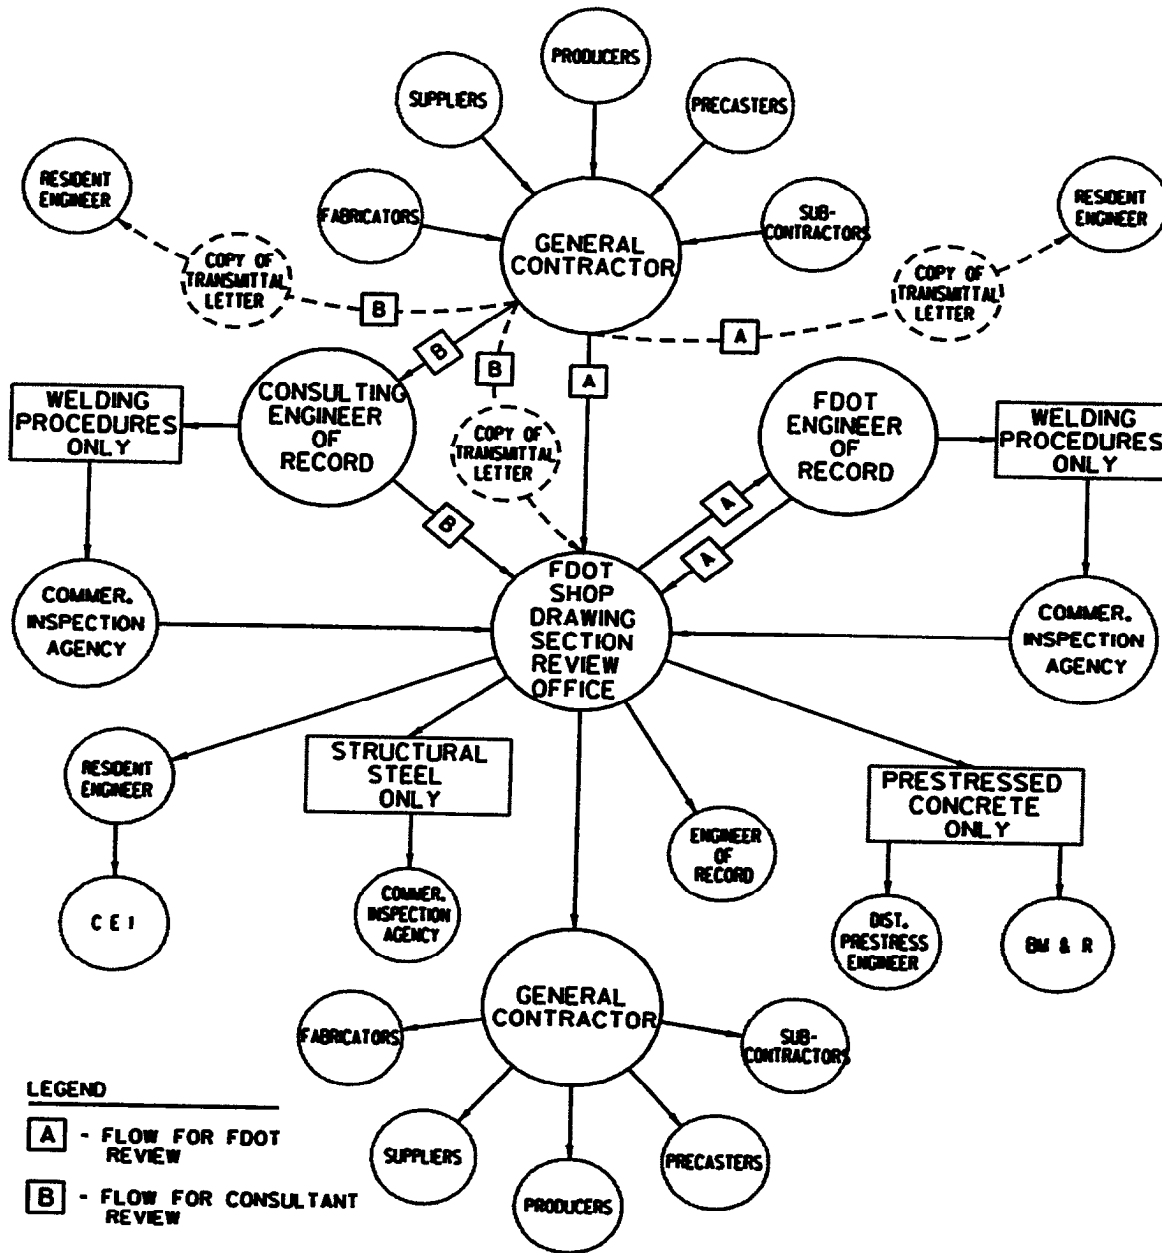 PRODUCERS
SUPPLIERS
PRECASTERS
RESIDENT
ENGINEER
FABRICATORS
GENERAL
CONTRACTOR
SUB-
CONTRACTORS
RESIDENT
ENGINEER
COPY OF
TRANSMITTAL
LETTER
B
COPY OF
TRANSMITTAL
LETTER
A
B
B
A
WELDING
PROCEDURES
ONLY
CONSULTING
ENGINEER
OF
RECORD
COPY OF
TRANSMITTAL
LETTER
FDOT
ENGINEER
OF
RECORD
WELDING
PROCEDURES
ONLY
B
A
A
COMMER.
INSPECTION
AGENCY
FDOT
SHOP
DRAWING
SECTION
REVIEW
OFFICE
COMMER.
INSPECTION
AGENCY
RESIDENT
ENGINEER
STRUCTURAL
STEEL
ONLY
ENGINEER
OF
RECORD
PRESTRESSED
CONCRETE
ONLY
C E I
COMMER.
INSPECTION
AGENCY
DIST.
PRESTRESS
ENGINEER
BM & R
GENERAL
CONTRACTOR
FABRICATORS
SUB-
CONTRACTORS
SUPPLIERS
PRODUCERS
PRECASTERS
LEGEND
A - FLOW FOR FDOT
REVIEW
B - FLOW FOR CONSULTANT
REVIEW